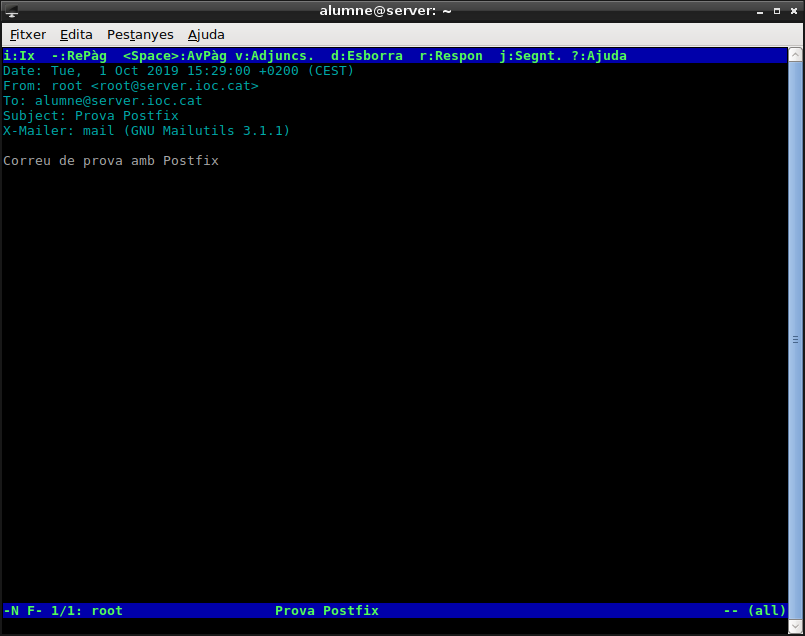 alumne@server: ~
Fitxer Edita Pestanyes Ajuda
i:Ix  -:RePàg  <Space>:AvPàg v:Adjuncs.  d:Esborra  r:Respon  j:Segnt. ?:Ajuda
Date: Tue,  1 Oct 2019 15:29:00 +0200 (CEST)
From: root <root@server.ioc.cat>
To: alumne@server.ioc.cat
Subject: Prova Postfix
X-Mailer: mail (GNU Mailutils 3.1.1)
Correu de prova amb Postfix
-N F- 1/1: root                   Prova Postfix                                           -- (all)